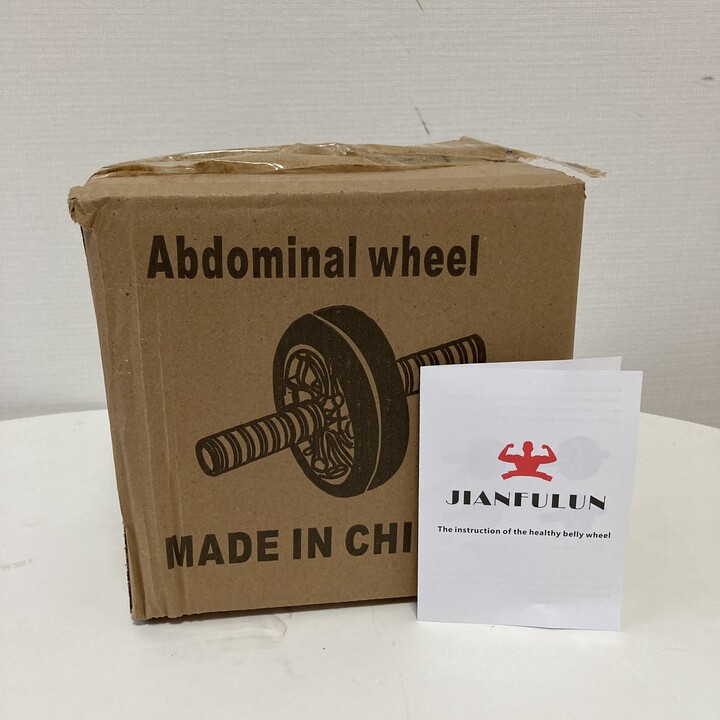 Abdominal wheel
MADE IN CHI
JIANFULUN
The instruction of the healthy belly wheel